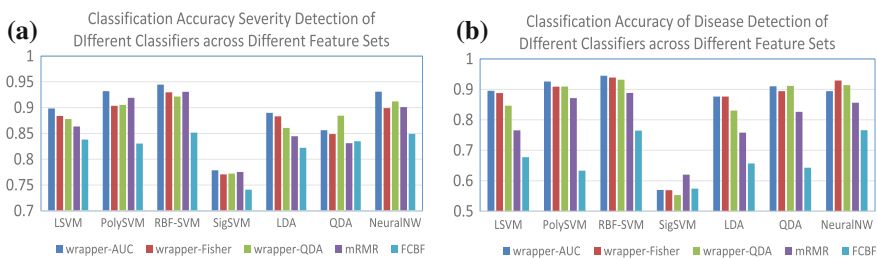 (a)
Classification Accuracy Severity Detection of
DIfferent Classifiers across Different Feature Sets
1
0.95
0.9
0.85
0.8
0.75
0.7
LSVM PolySVM RBF-SVM SigSVM LDA QDA NeuralNW
wrapper-AUC wrapper-Fisher wrapper-QDA mRMR FCBF
(b)
Classification Accuracy of Disease Detection of
DIfferent Classifiers across Different Feature Sets
1
0.9
0.8
0.7
0.6
0.5
LSVM PolySVM RBF-SVM SigSVM LDA QDA NeuralNW
wrapper-AUC wrapper-Fisher wrapper-QDA mRMR FCBF